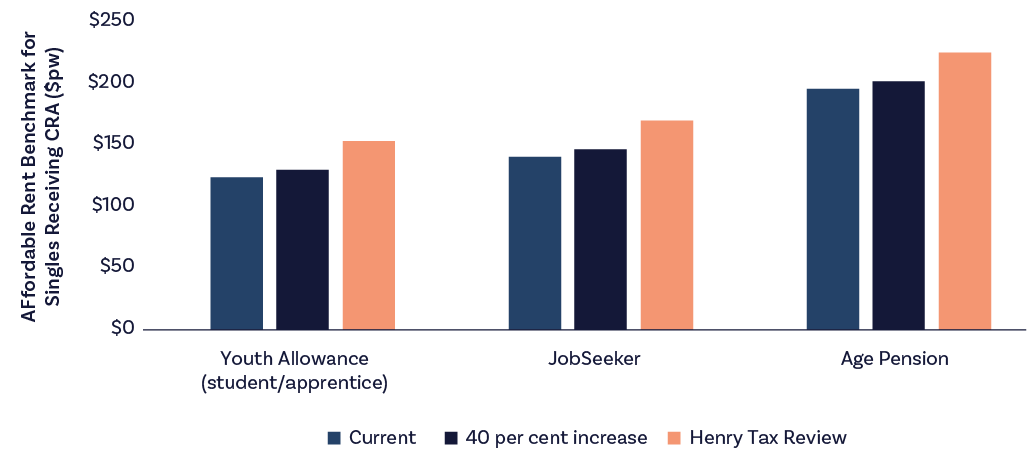 AFfordable Rent Benchmark for
Singles Receiving CRA ($pw)
$250
$200
$150
$100
$50
$0
Youth Allowance
(student/apprentice)
JobSeeker
Age Pension
Current
40 per cent increase
Henry Tax Review